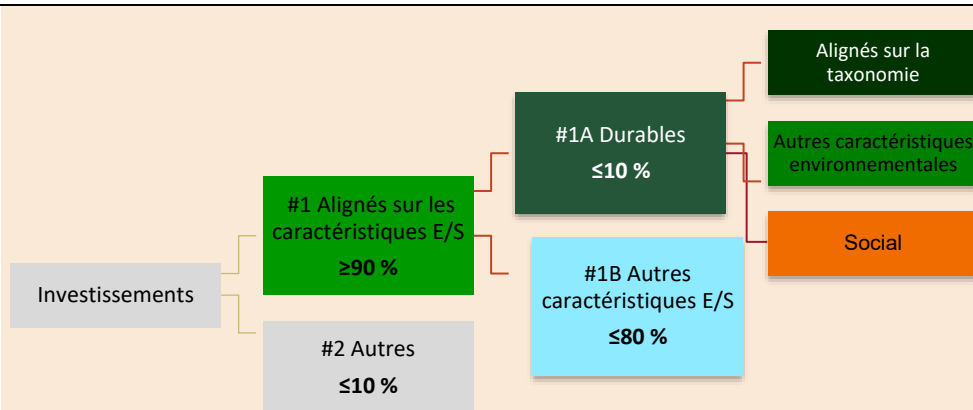 Investissements
#1 Alignés sur les
caractéristiques E/S
≥90 %
#2 Autres
≤10 %
#1A Durables
≤10 %
#1B Autres
caractéristiques E/S
≤80 %
Alignés sur la
taxonomie
Autres caractéristiques
environnementales
Social